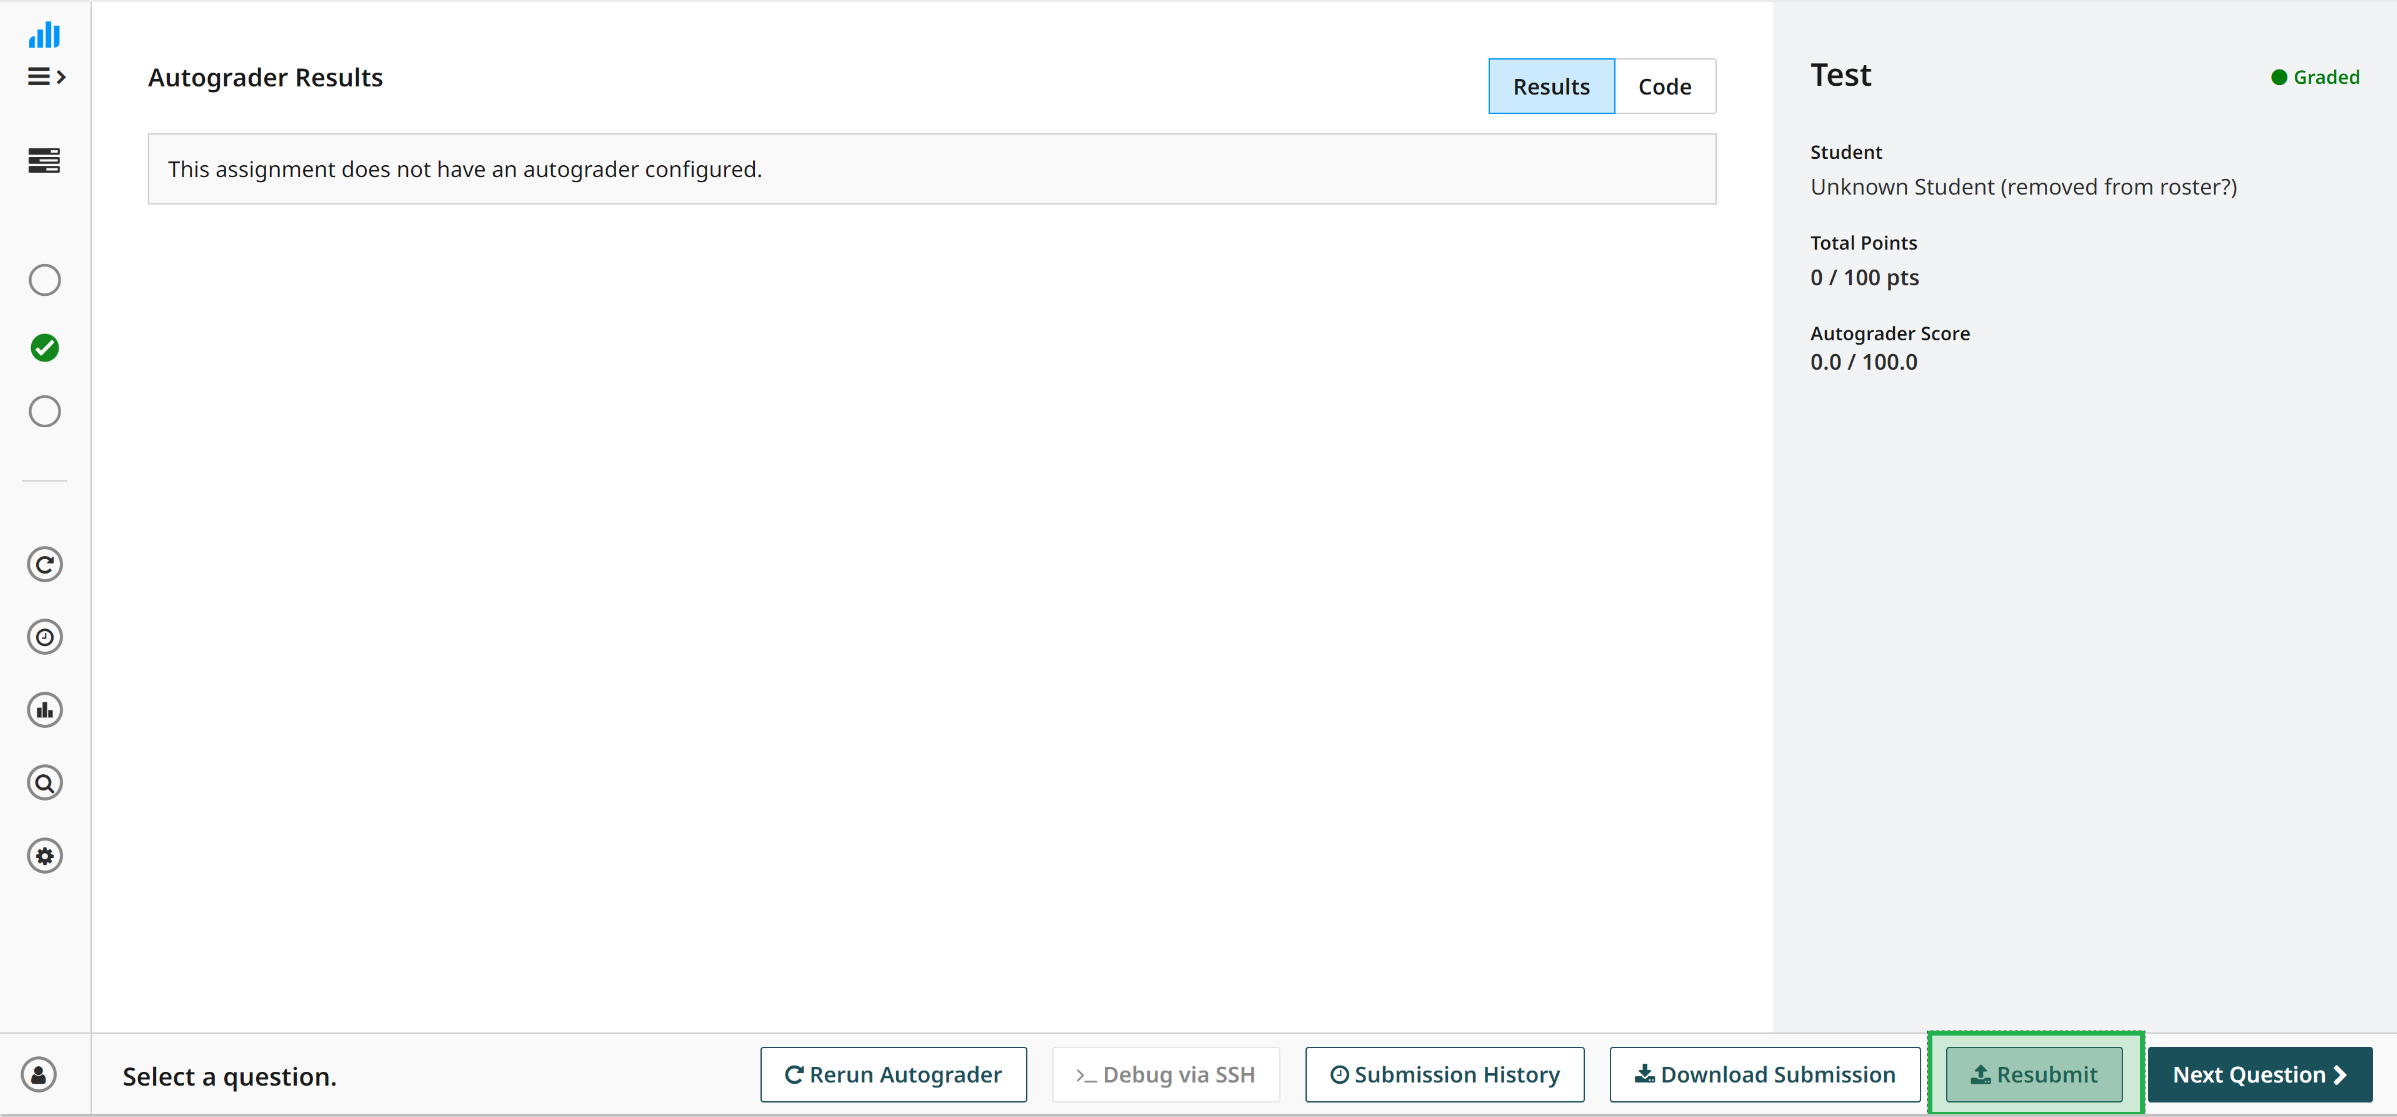 Autograder Results
Results
Code
This assignment does not have an autograder configured.
Test
Graded
Student
Unknown Student (removed from roster?)
Total Points
0 / 100 pts
Autograder Score
0.0 / 100.0
Select a question.
Rerun Autograder
>_ Debug via SSH
Submission History
Download Submission
Resubmit
Next Question